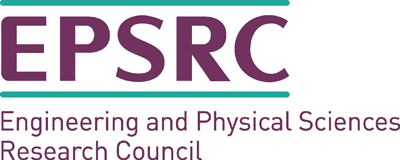 EPSRC
Engineering and Physical Sciences
Research Council